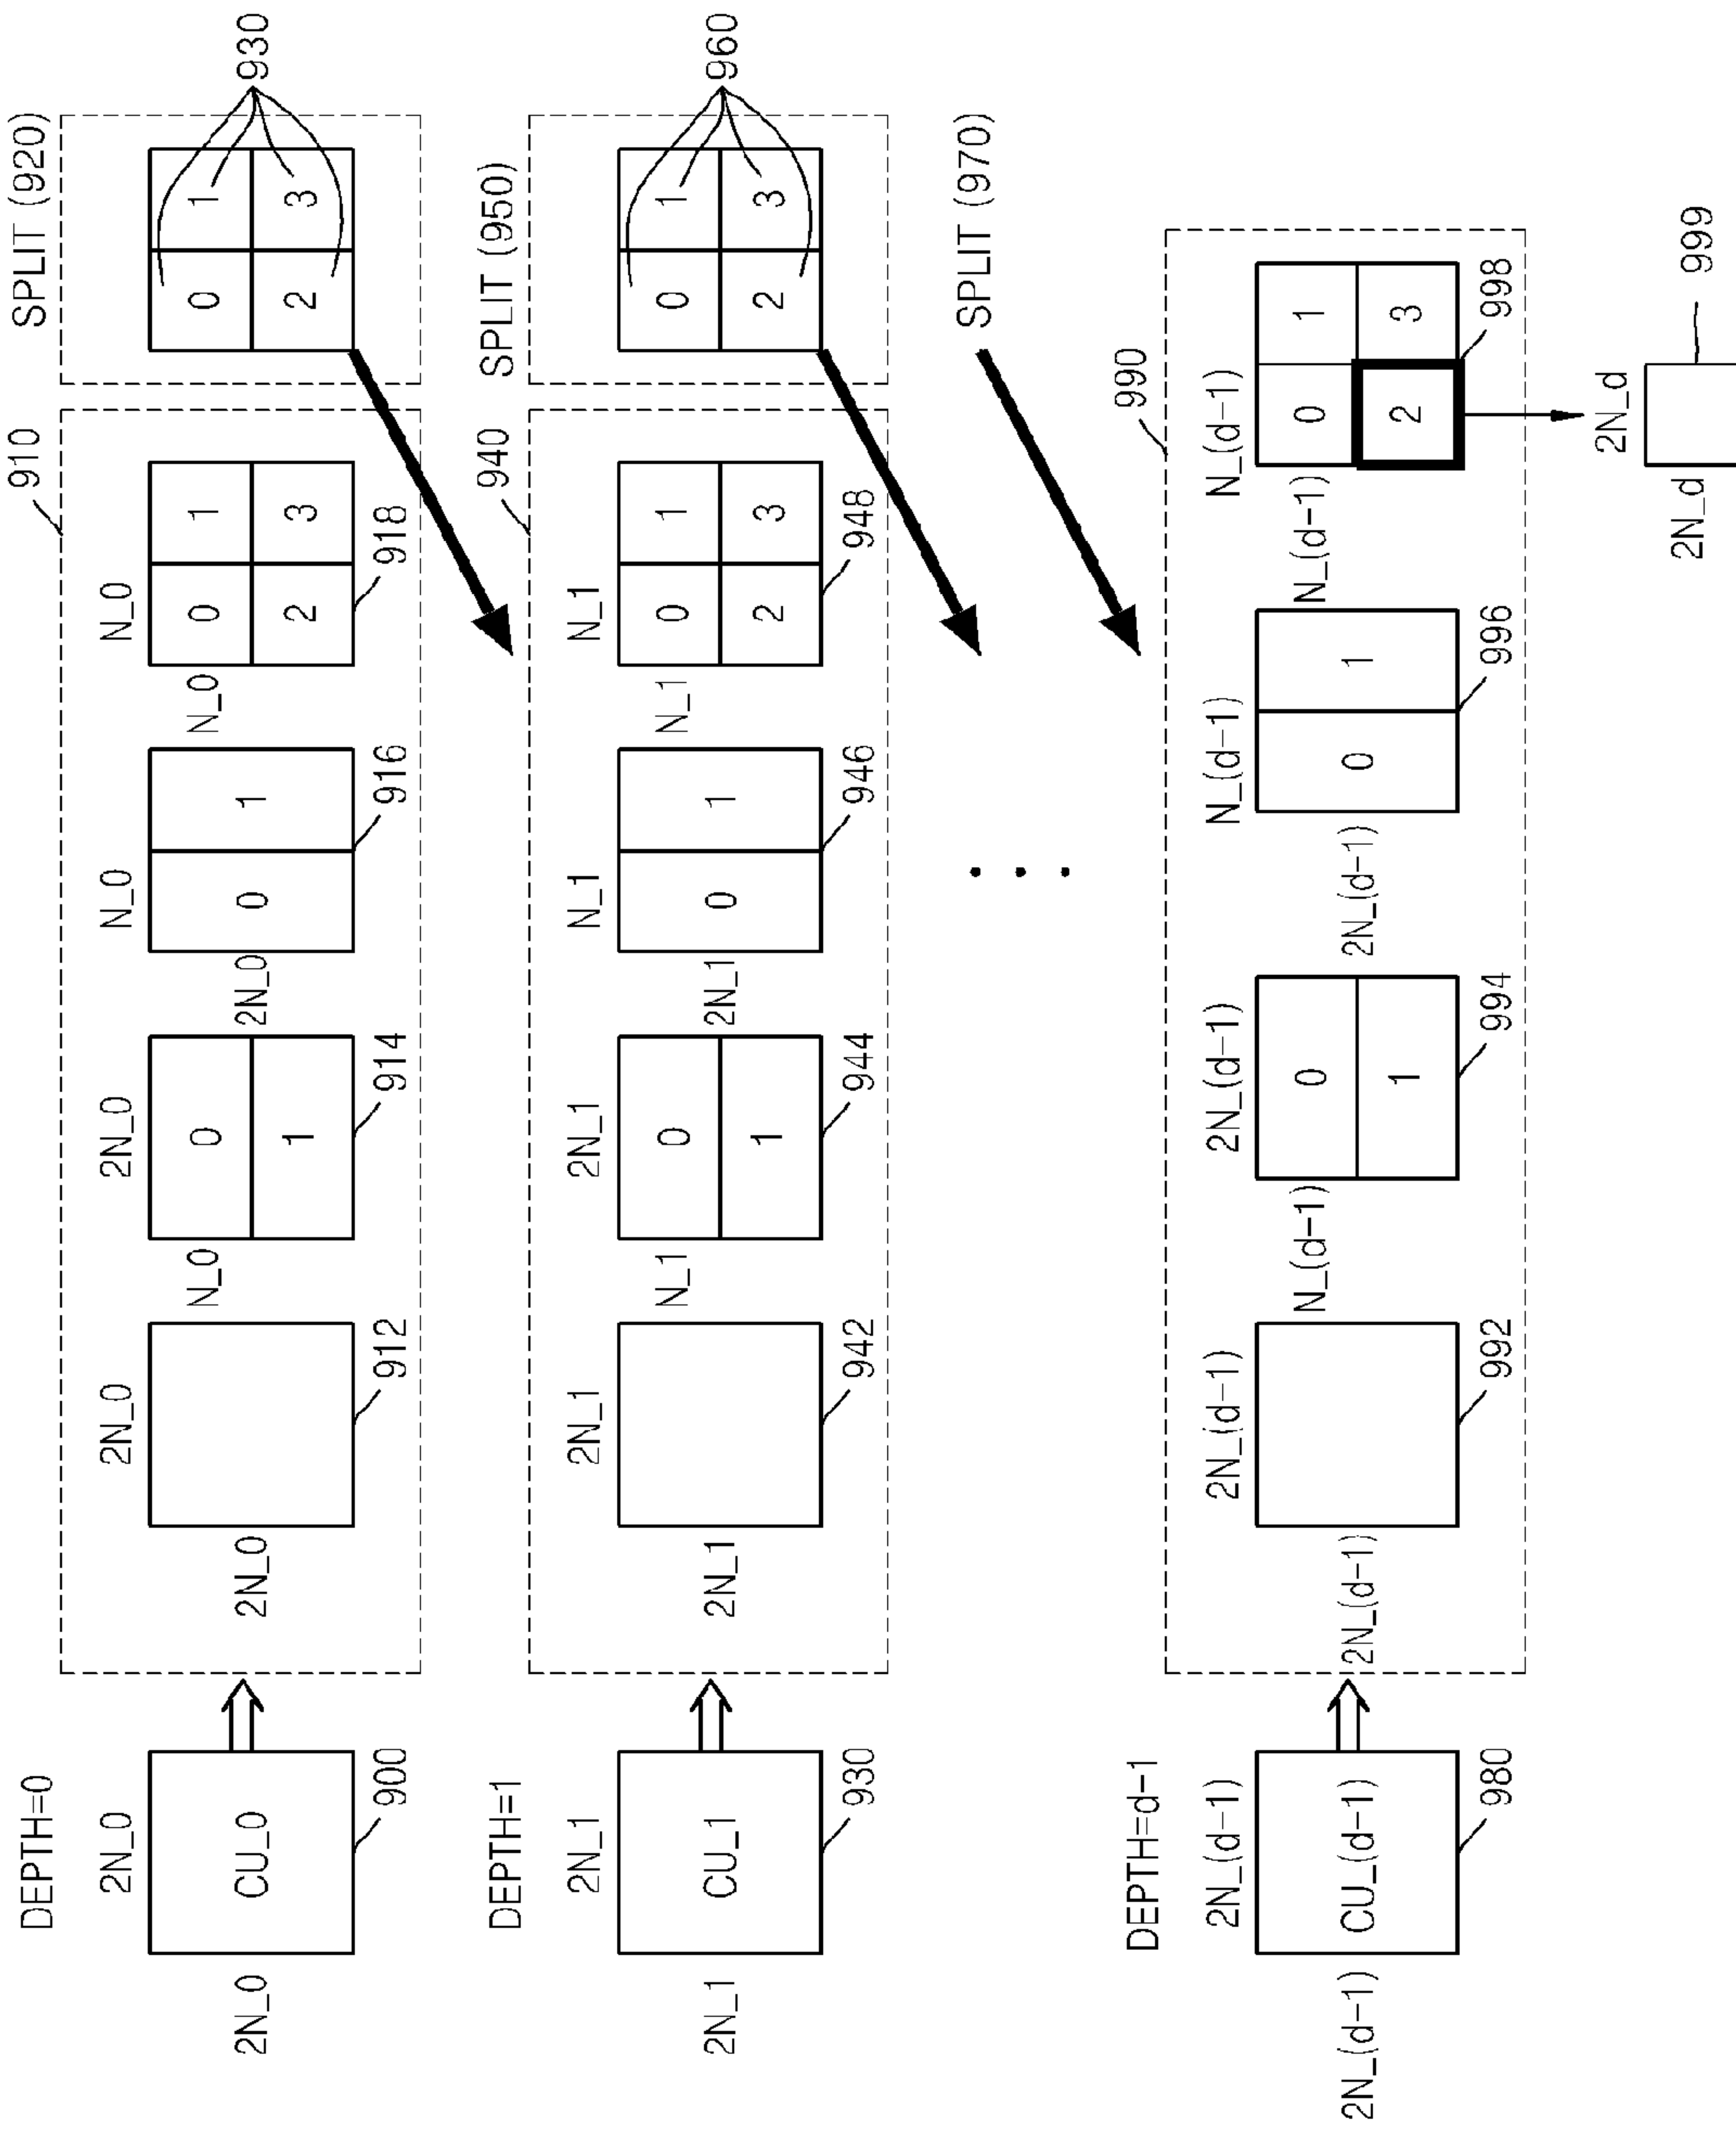 DEPTH=0
2N_0
2N_0
CU_0
900
910
2N_0
2N_0
912
2N_0
N_0
0
1
914
N_0
2N_0
0
1
916
N_0
N_0
0
1
2
3
918
SPLIT (920)
0
1
2
3
930
DEPTH=1
2N_1
2N_1
CU_1
930
940
2N_1
2N_1
942
2N_1
N_1
0
1
944
N_1
2N_1
0
1
946
N_1
N_1
0
1
2
3
948
SPLIT (950)
0
1
2
3
960
SPLIT (970)
DEPTH=d-1
2N_(d-1)
2N_(d-1)
CU_(d-1)
980
990
2N_(d-1)
2N_(d-1)
992
2N_(d-1)
N_(d-1)
0
1
994
N_(d-1)
2N_(d-1)
0
1
996
N_(d-1)
N_(d-1)
0
1
2
3
998
2N_d
2N_d
999